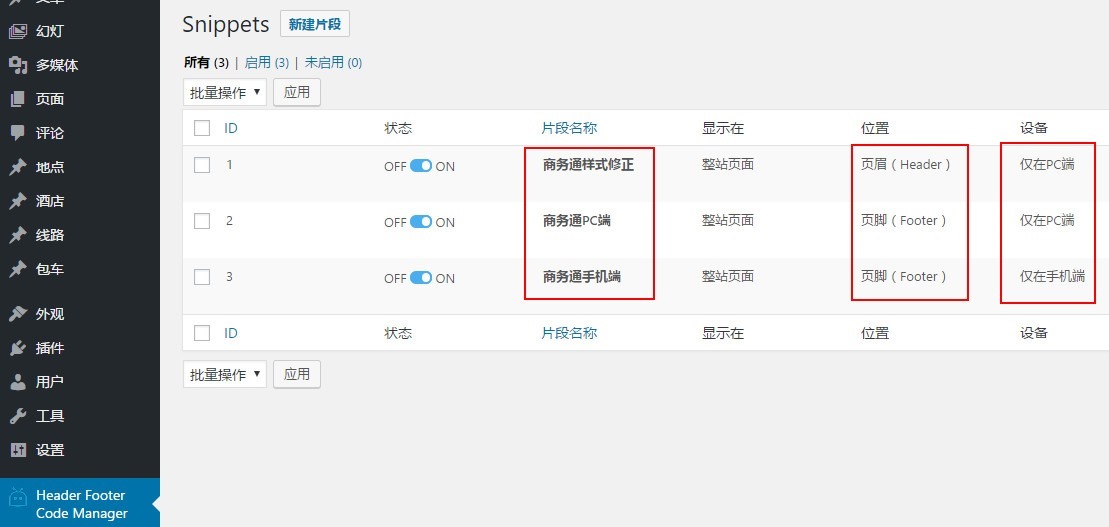 幻灯
多媒体
页面
评论
地点
酒店
线路
包车
外观
插件
用户
工具
设置
Header Footer
Code Manager
Snippets 新建片段
所有 (3) | 启用 (3) | 未启用 (0)
批量操作 应用
ID 状态 片段名称 显示在 位置 设备
1 OFF ON 商务通样式修正 整站页面 页眉（Header） 仅在PC端
2 OFF ON 商务通PC端 整站页面 页脚（Footer） 仅在PC端
3 OFF ON 商务通手机端 整站页面 页脚（Footer） 仅在手机端
ID 状态 片段名称 显示在 位置 设备
批量操作 应用